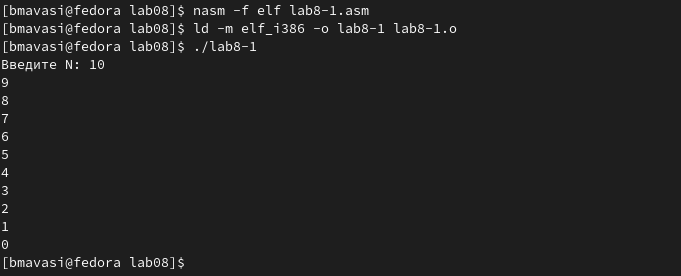 [bmavasi@fedora lab08]$ nasm -f elf lab8-1.asm
[bmavasi@fedora lab08]$ ld -m elf_i386 -o lab8-1 lab8-1.o
[bmavasi@fedora lab08]$ ./lab8-1
Введите N: 10
9
8
7
6
5
4
3
2
1
0
[bmavasi@fedora lab08]$